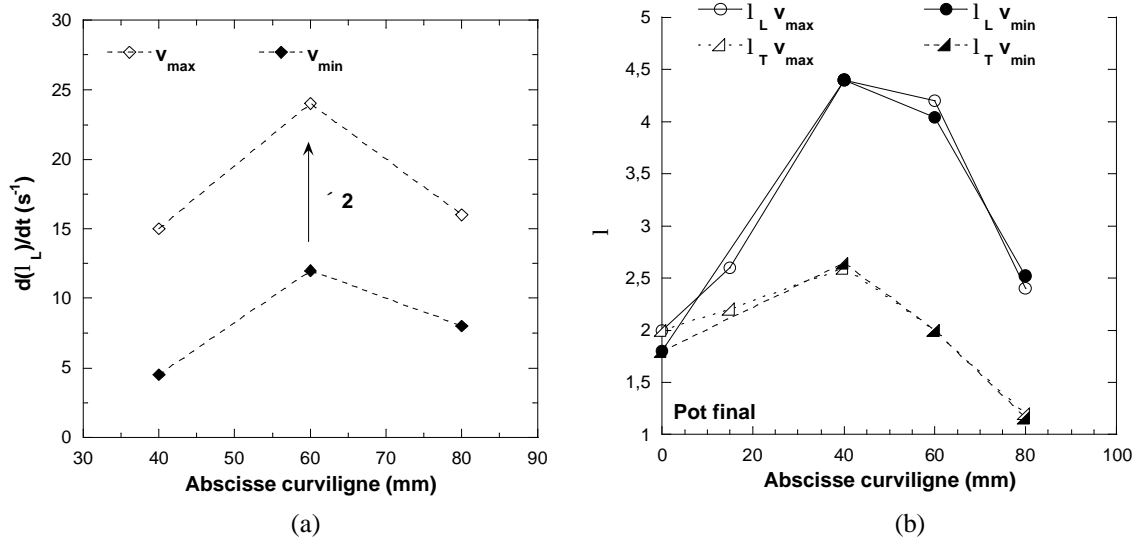 30
25
20
15
10
5
0
d(l_L)/dt (s^-1)
v_max
v_min
´ 2
30 40 50 60 70 80 90
Abscisse curviligne (mm)
(a)
5
4,5
4
3,5
3
2,5
2
1,5
1
l
l_L v_max
l_L v_min
l_T v_max
l_T v_min
Pot final
0 20 40 60 80 100
Abscisse curviligne (mm)
(b)